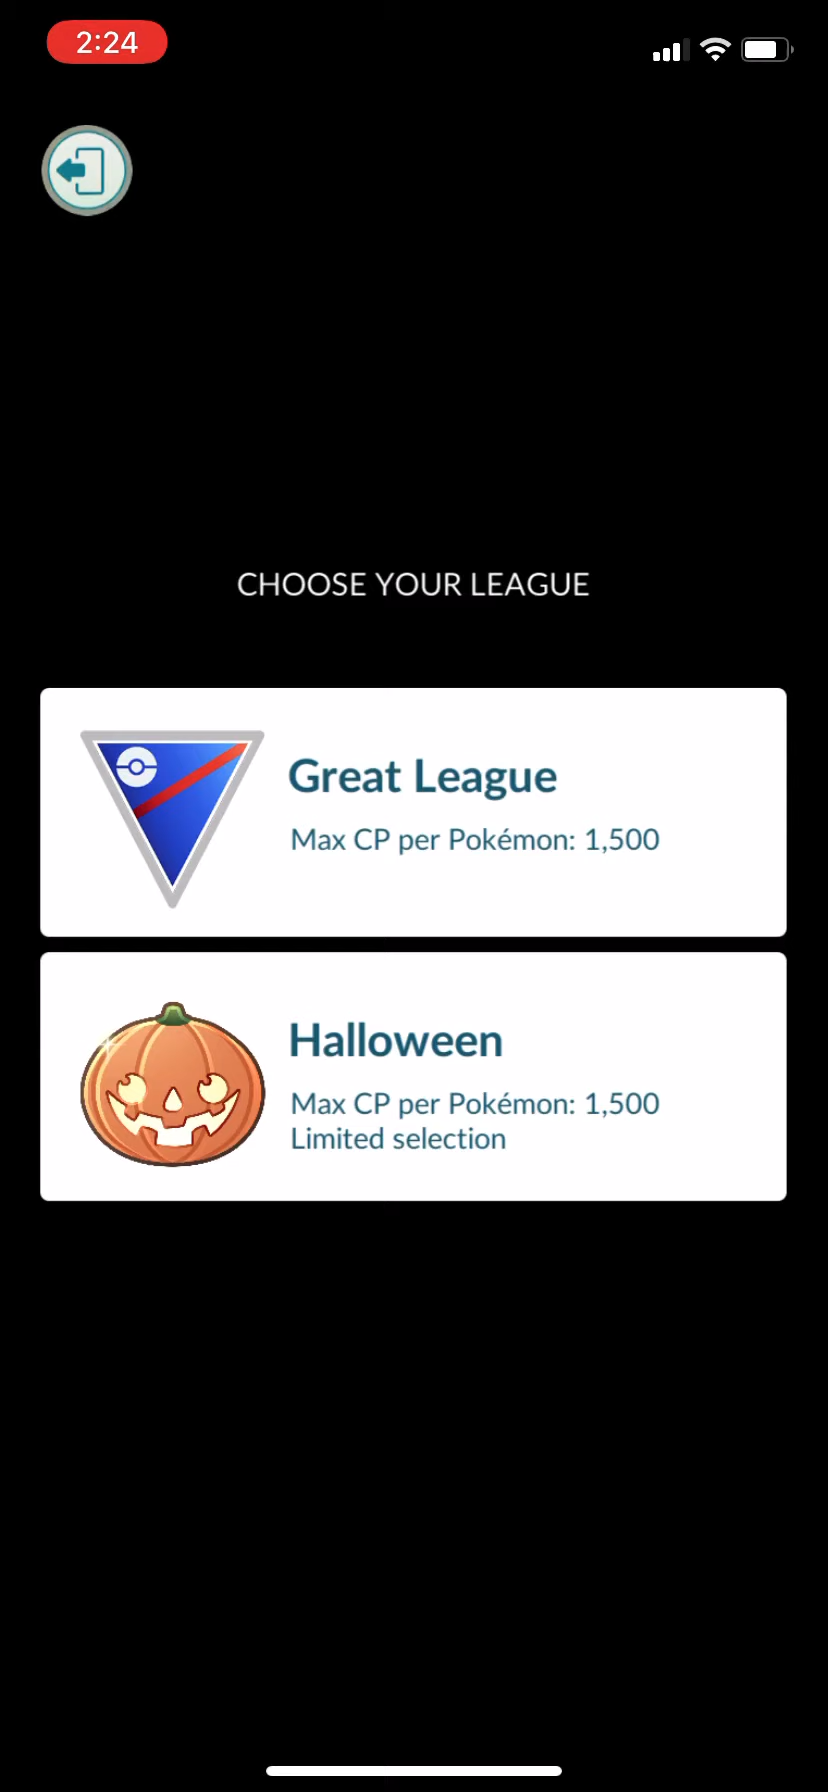 2:24
CHOOSE YOUR LEAGUE
Great League
Max CP per Pokémon: 1,500
Halloween
Max CP per Pokémon: 1,500
Limited selection